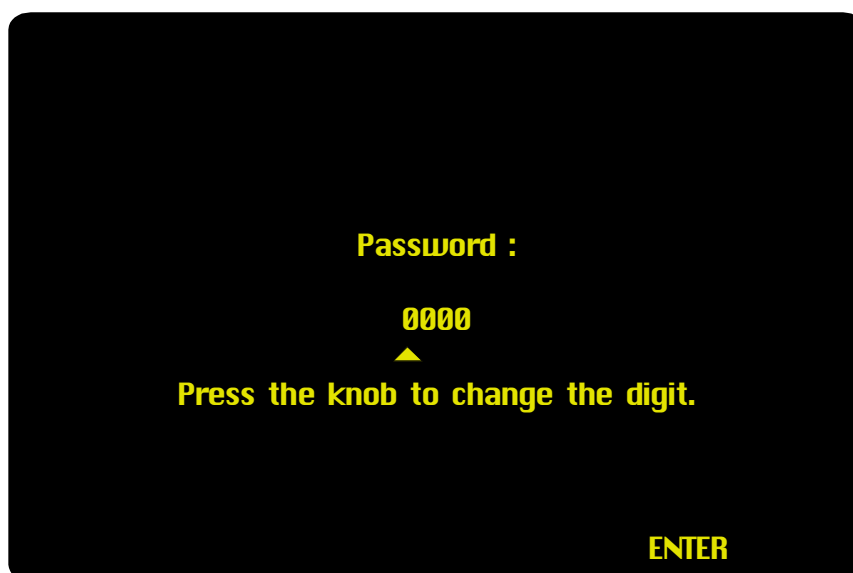 Password :
0000
Press the knob to change the digit.
ENTER